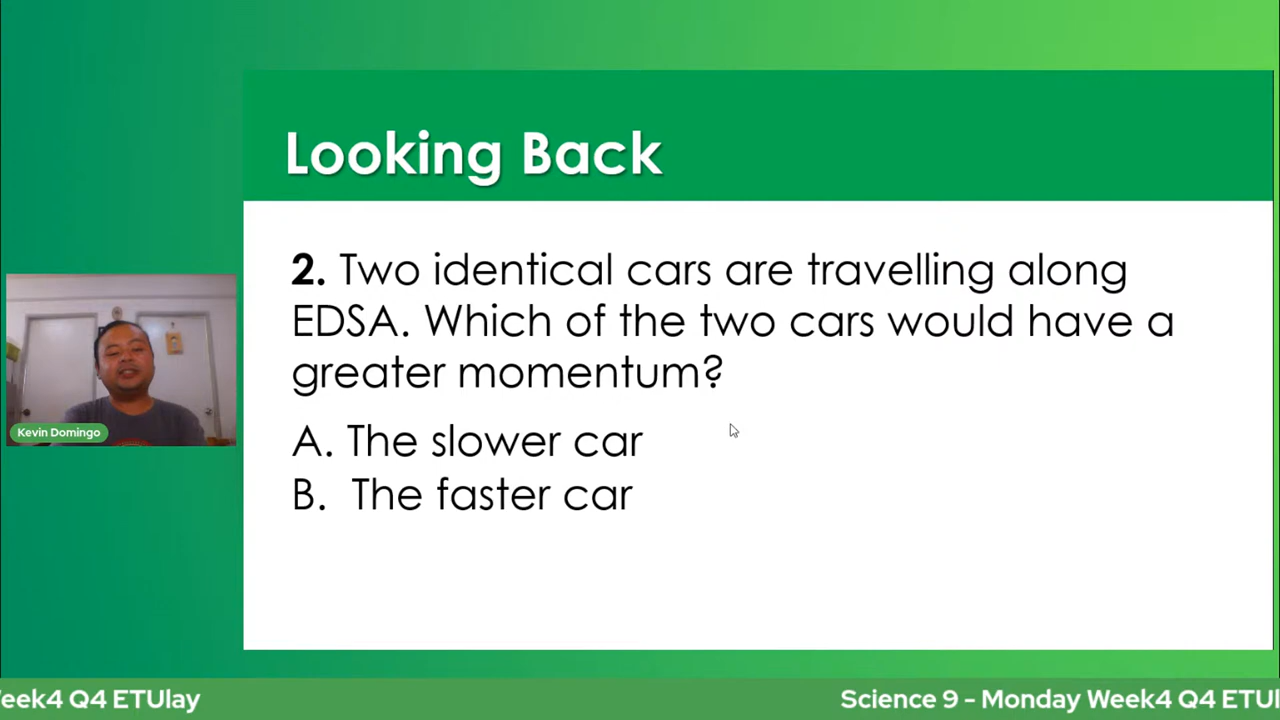 Looking Back
2. Two identical cars are travelling along
EDSA. Which of the two cars would have a
greater momentum?
A. The slower car
B. The faster car
Kevin Domingo
eek4 Q4 ETUlay
Science 9 - Monday Week4 Q4 ETUl